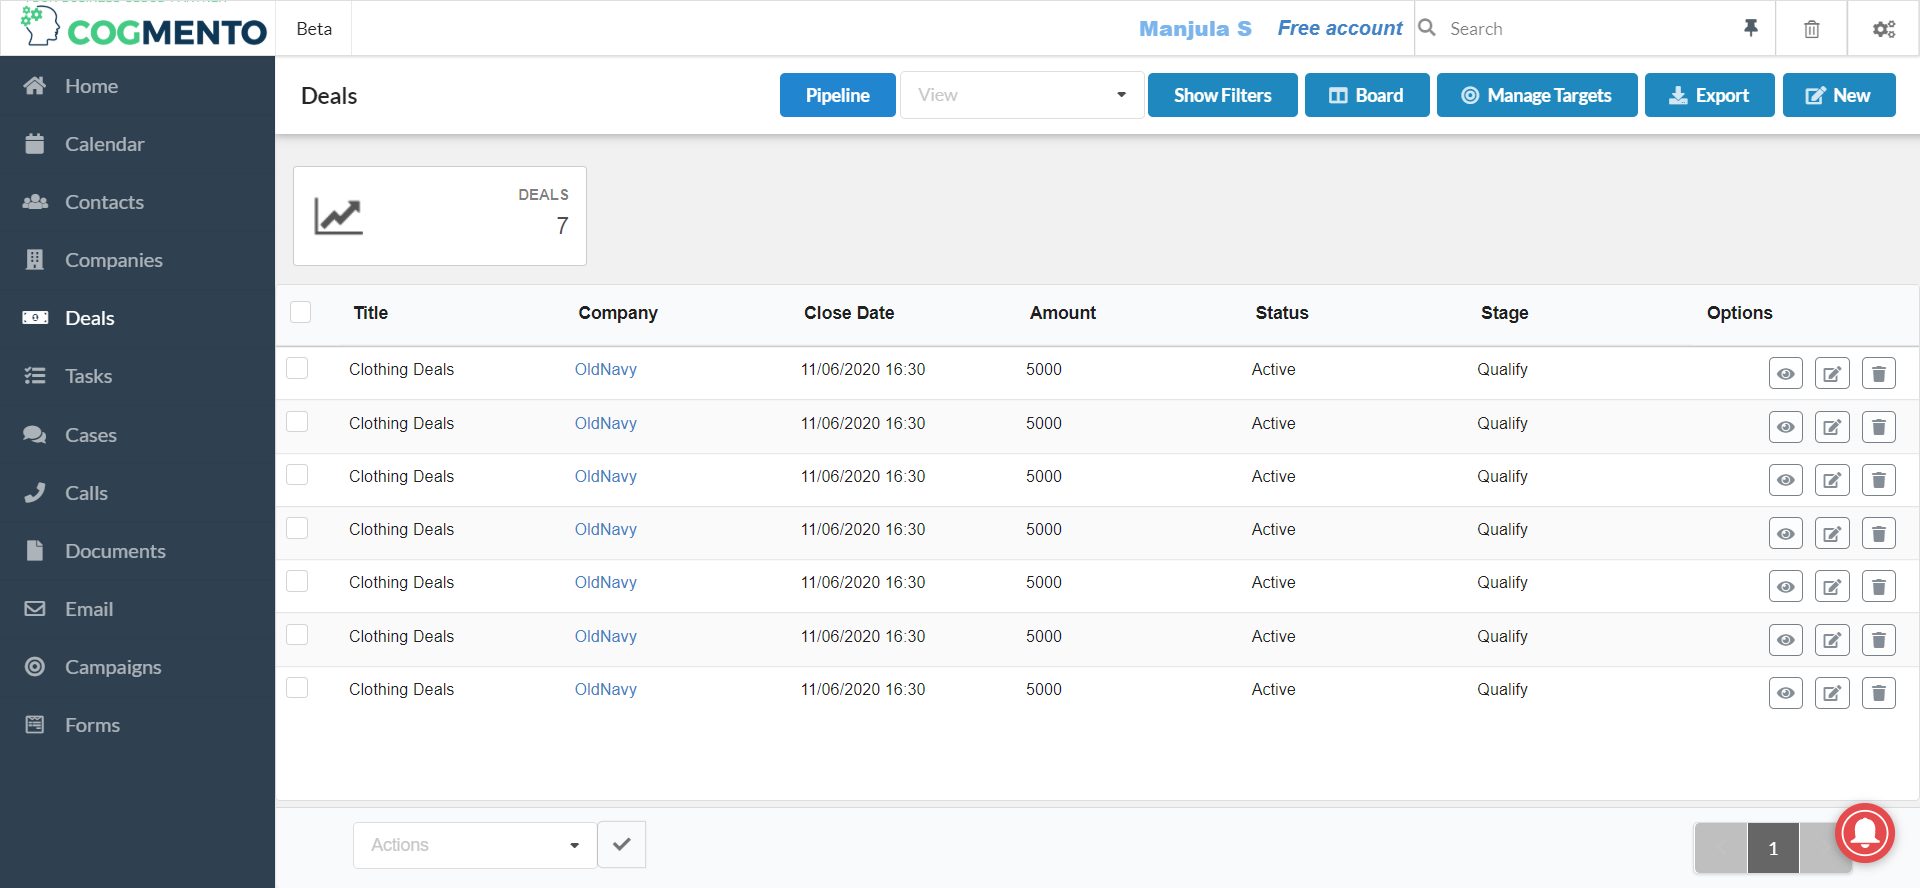 COGMENTO
Beta
Manjula S
Free account
Search
Home
Calendar
Contacts
Companies
Deals
Tasks
Cases
Calls
Documents
Email
Campaigns
Forms
Deals
Pipeline
View
Show Filters
Board
Manage Targets
Export
New
DEALS
7
Title Company Close Date Amount Status Stage Options
Clothing Deals OldNavy 11/06/2020 16:30 5000 Active Qualify
Clothing Deals OldNavy 11/06/2020 16:30 5000 Active Qualify
Clothing Deals OldNavy 11/06/2020 16:30 5000 Active Qualify
Clothing Deals OldNavy 11/06/2020 16:30 5000 Active Qualify
Clothing Deals OldNavy 11/06/2020 16:30 5000 Active Qualify
Clothing Deals OldNavy 11/06/2020 16:30 5000 Active Qualify
Clothing Deals OldNavy 11/06/2020 16:30 5000 Active Qualify
Actions
1